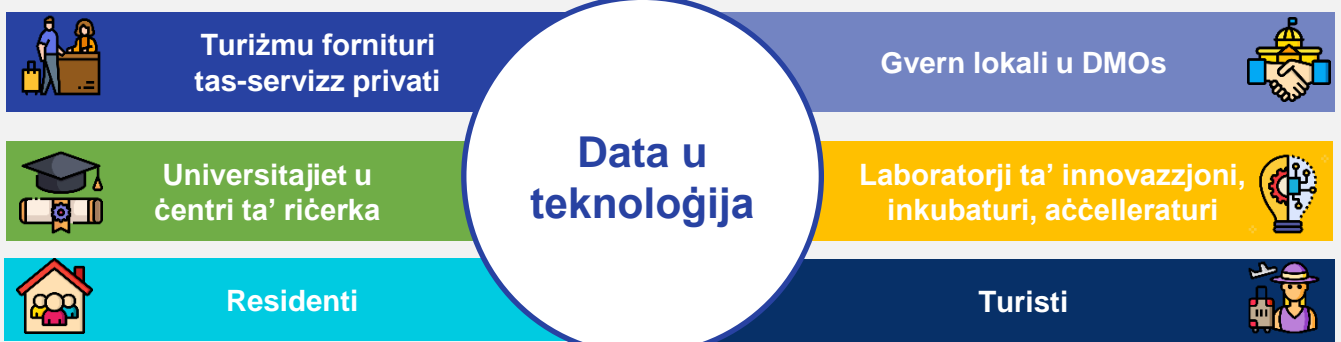 Turiżmu fornituri
tas-servizz privati
Gvern lokali u DMOs
Data u
teknoloġija
Universitajiet u
ċentri ta’ riċerka
Laboratorji ta’ innovazzjoni,
inkubaturi, aċċelleraturi
Residenti
Turisti